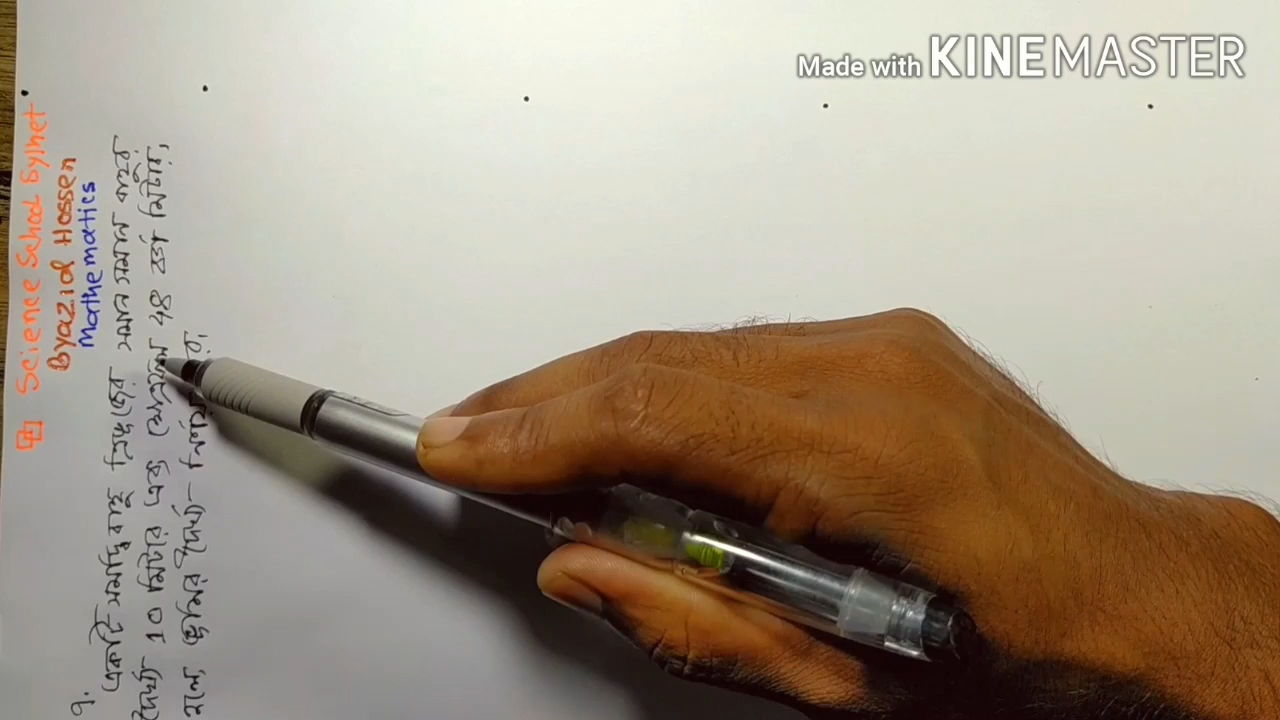 Made with KINEMASTER
Science School Sylhet
Byazid Hossen
Mathematics
৭.
একটি সমদ্বিবাহু ত্রিভুজের সমান সমান বাহুর
দৈর্ঘ্য 10 মিটার এবং ক্ষেত্রফল 48 বর্গ মিটার,
হলে ভূমির দৈর্ঘ্য নির্ণয়